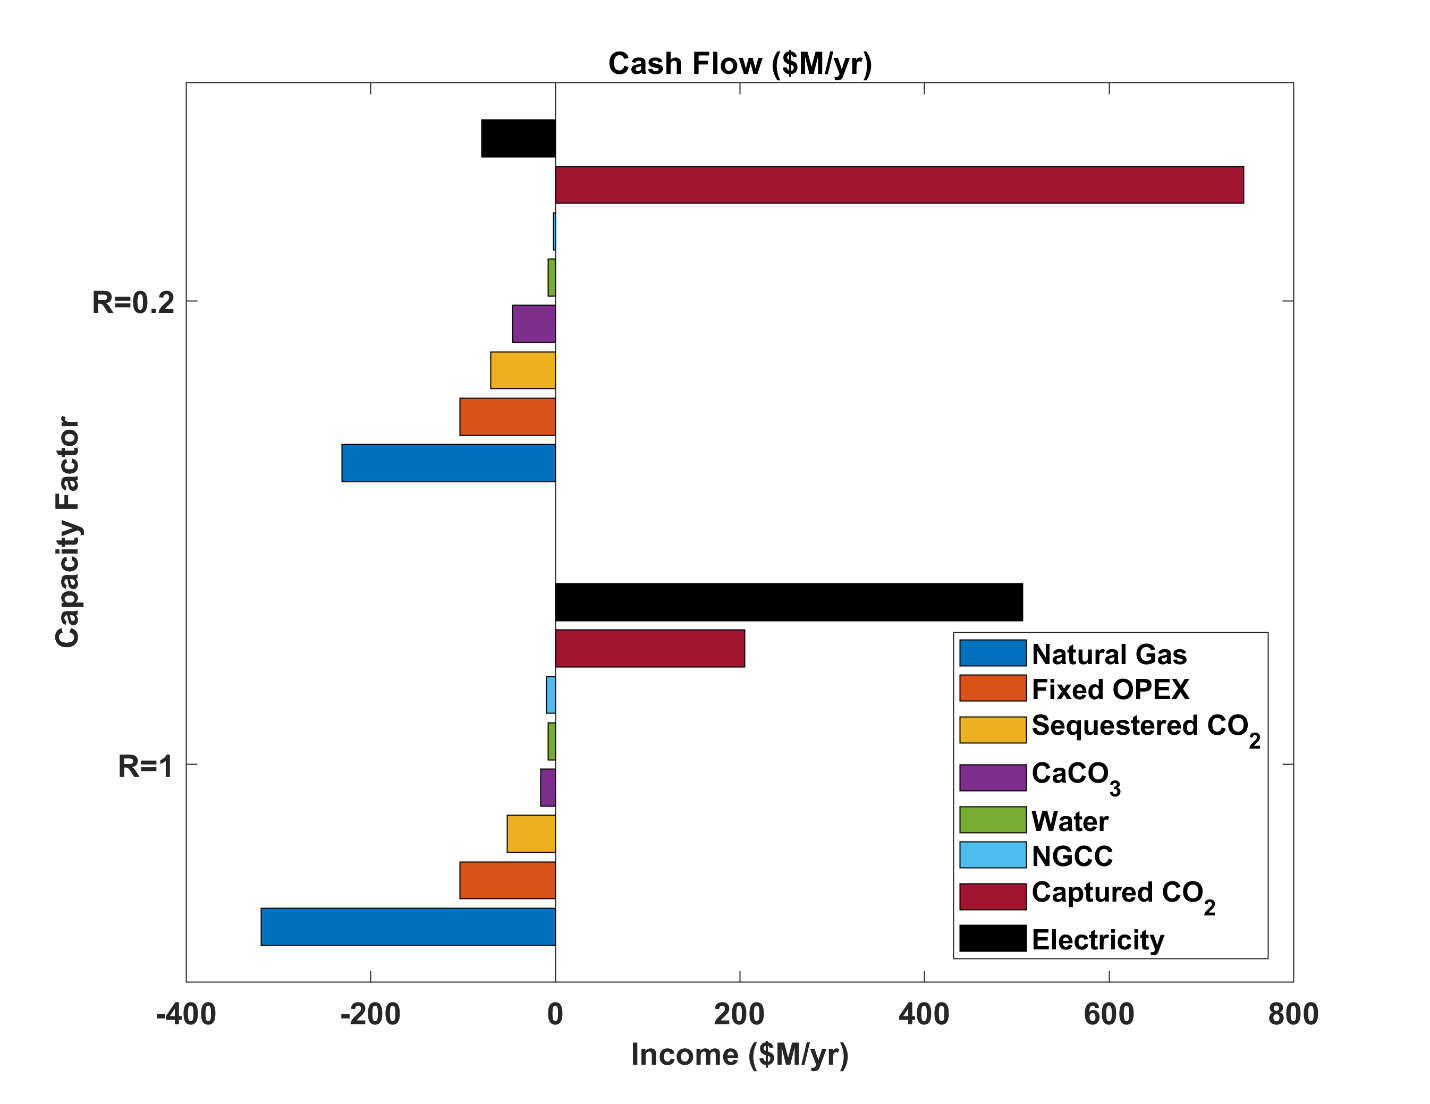 Cash Flow ($M/yr)
R=0.2
Capacity Factor
R=1
Natural Gas
Fixed OPEX
Sequestered CO₂
CaCO₃
Water
NGCC
Captured CO₂
Electricity
-400 -200 0 200 400 600 800
Income ($M/yr)